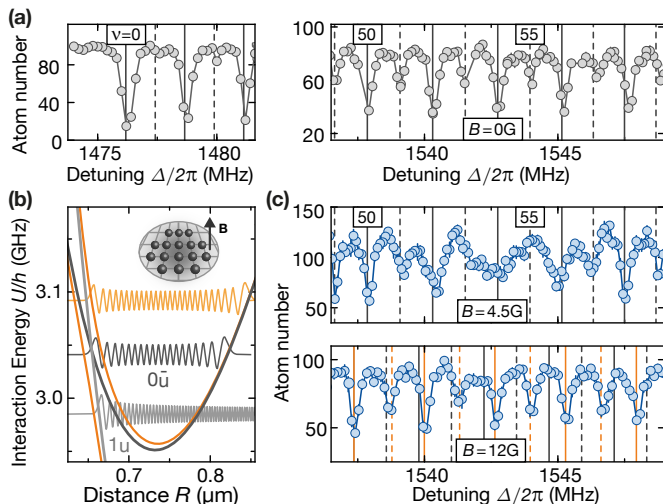 (a)
Atom number
80
40
0
ν=0
1475
1480
Detuning Δ/2π (MHz)
100
60
20
50
55
B=0G
1540
1545
Detuning Δ/2π (MHz)
(b)
Interaction Energy U/h (GHz)
3.1
3.0
B
0ū
1u
0.7
0.8
Distance R (µm)
(c)
Atom number
150
100
50
50
55
B=4.5G
100
50
B=12G
1540
1545
Detuning Δ/2π (MHz)